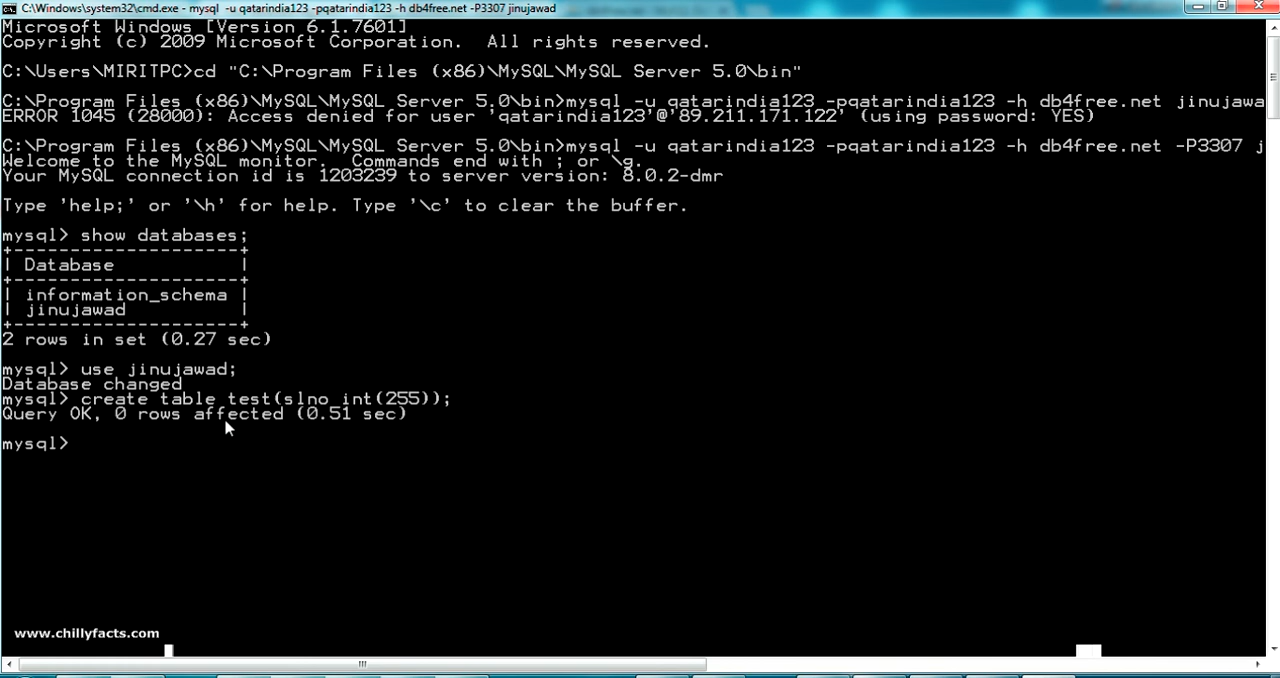 C:\Windows\system32\cmd.exe - mysql -u qatarindia123 -pqatarindia123 -h db4free.net -P3307 jinujawad
Microsoft Windows [Version 6.1.7601]
Copyright (c) 2009 Microsoft Corporation.  All rights reserved.
C:\Users\MIRITPC>cd "C:\Program Files (x86)\MySQL\MySQL Server 5.0\bin"
C:\Program Files (x86)\MySQL\MySQL Server 5.0\bin>mysql -u qatarindia123 -pqatarindia123 -h db4free.net jinujawa
ERROR 1045 (28000): Access denied for user 'qatarindia123'@'89.211.171.122' (using password: YES)
C:\Program Files (x86)\MySQL\MySQL Server 5.0\bin>mysql -u qatarindia123 -pqatarindia123 -h db4free.net -P3307 j
Welcome to the MySQL monitor.  Commands end with ; or \g.
Your MySQL connection id is 1203239 to server version: 8.0.2-dmr
Type 'help;' or '\h' for help. Type '\c' to clear the buffer.
mysql> show databases;
+--------------------+
| Database           |
+--------------------+
| information_schema |
| jinujawad          |
+--------------------+
2 rows in set (0.27 sec)
mysql> use jinujawad;
Database changed
mysql> create table test(slno int(255));
Query OK, 0 rows affected (0.51 sec)
mysql>
www.chillyfacts.com